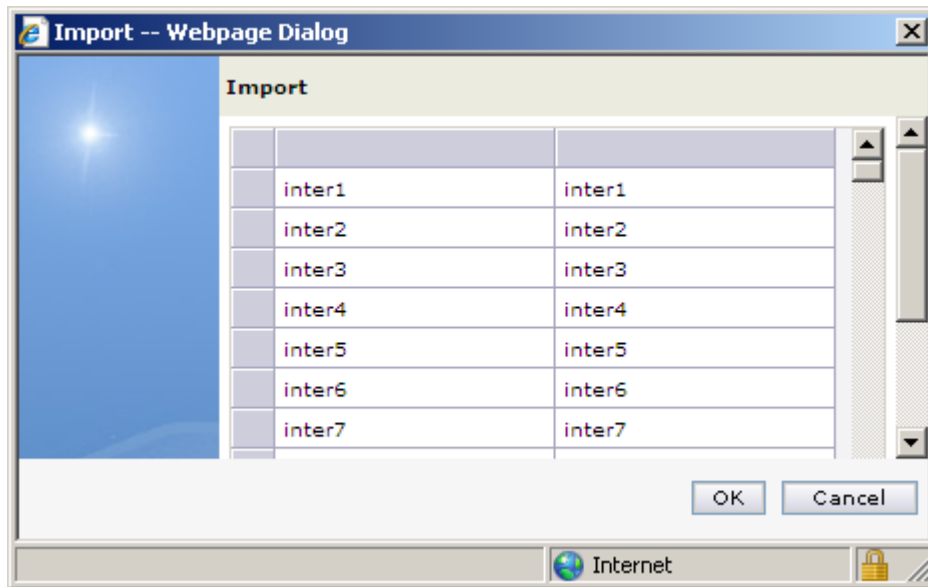 Import -- Webpage Dialog
Import
inter1 inter1
inter2 inter2
inter3 inter3
inter4 inter4
inter5 inter5
inter6 inter6
inter7 inter7
OK Cancel
Internet